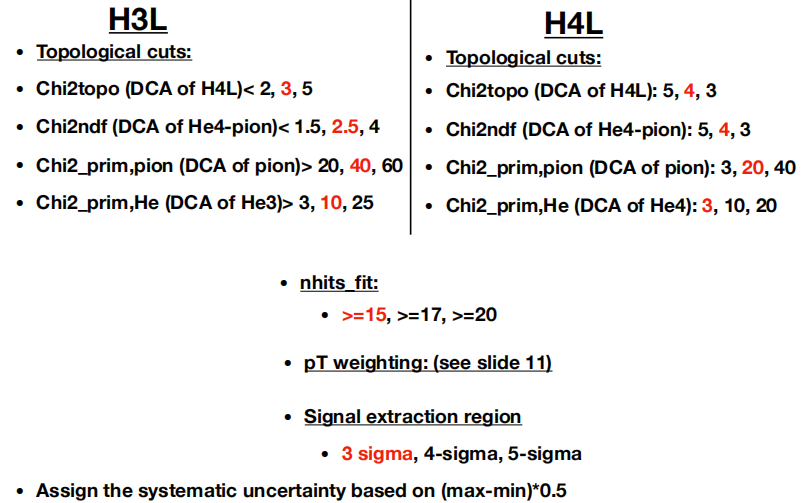 H3L
• Topological cuts:
• Chi2topo (DCA of H4L)< 2, 3, 5
• Chi2ndf (DCA of He4-pion)< 1.5, 2.5, 4
• Chi2_prim,pion (DCA of pion)> 20, 40, 60
• Chi2_prim,He (DCA of He3)> 3, 10, 25
H4L
• Topological cuts:
• Chi2topo (DCA of H4L): 5, 4, 3
• Chi2ndf (DCA of He4-pion): 5, 4, 3
• Chi2_prim,pion (DCA of pion): 3, 20, 40
• Chi2_prim,He (DCA of He4): 3, 10, 20
• nhits_fit:
• >=15, >=17, >=20
• pT weighting: (see slide 11)
• Signal extraction region
• 3 sigma, 4-sigma, 5-sigma
• Assign the systematic uncertainty based on (max-min)*0.5